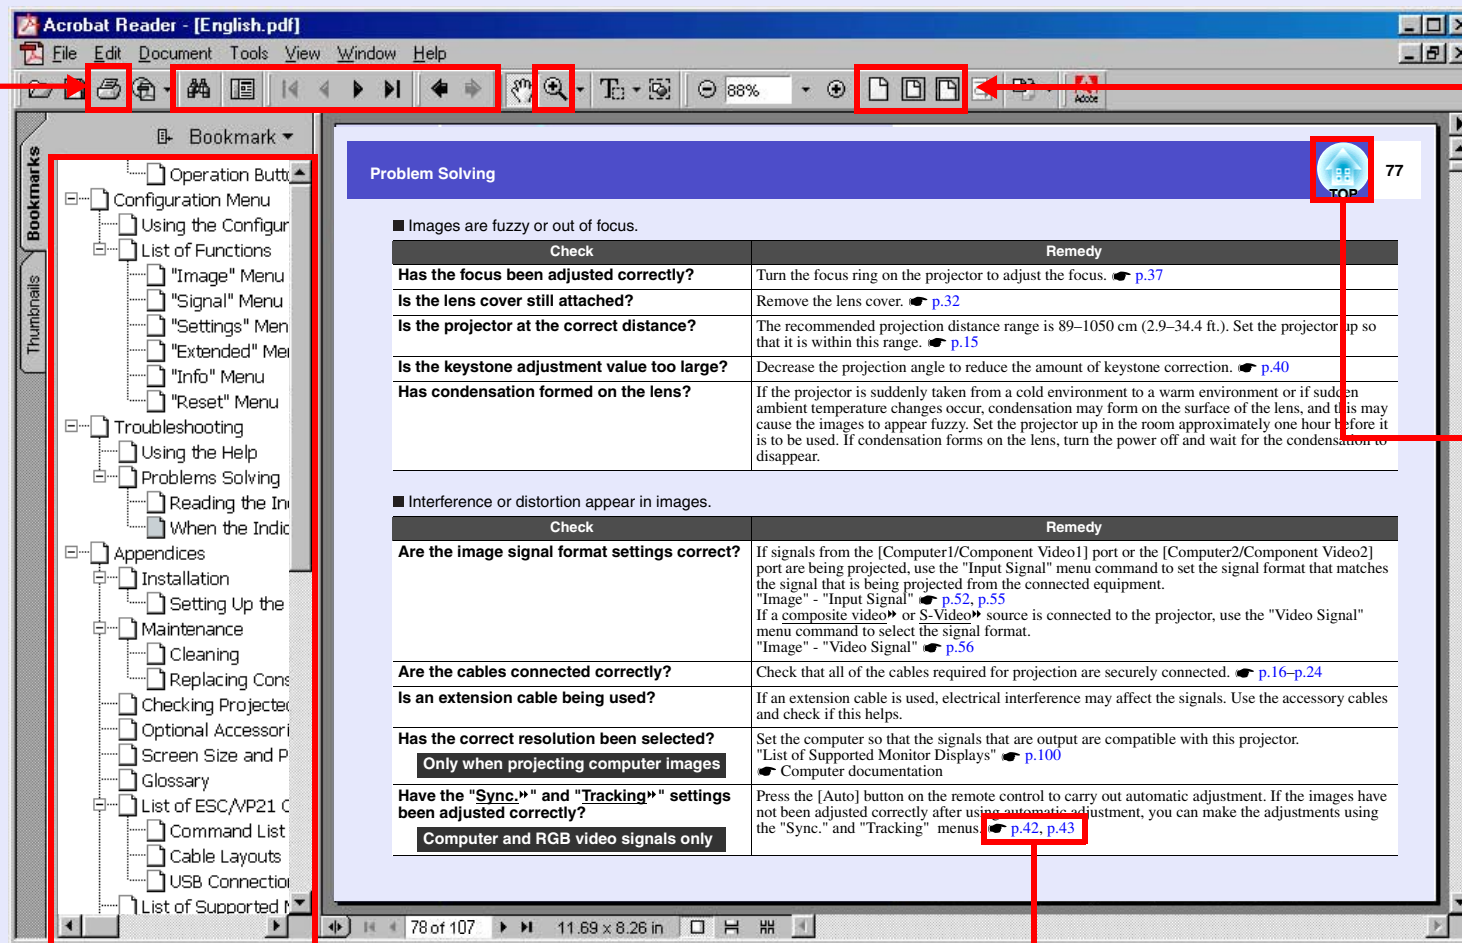 Acrobat Reader - [English.pdf]
File Edit Document Tools View Window Help
88%
Adobe
Bookmarks
Thumbnails
Bookmark
Operation Butt
Configuration Menu
Using the Configur
List of Functions
"Image" Menu
"Signal" Menu
"Settings" Men
"Extended" Me
"Info" Menu
"Reset" Menu
Troubleshooting
Using the Help
Problems Solving
Reading the In
When the Indic
Appendices
Installation
Setting Up the
Maintenance
Cleaning
Replacing Cons
Checking Projected
Optional Accessori
Screen Size and P
Glossary
List of ESC/VP21 C
Command List
Cable Layouts
USB Connection
List of Supported M
Problem Solving
TOP
77
■ Images are fuzzy or out of focus.
Check Remedy
Has the focus been adjusted correctly? Turn the focus ring on the projector to adjust the focus. ☛ p.37
Is the lens cover still attached? Remove the lens cover. ☛ p.32
Is the projector at the correct distance? The recommended projection distance range is 89–1050 cm (2.9–34.4 ft.). Set the projector up so
that it is within this range. ☛ p.15
Is the keystone adjustment value too large? Decrease the projection angle to reduce the amount of keystone correction. ☛ p.40
Has condensation formed on the lens? If the projector is suddenly taken from a cold environment to a warm environment or if sudden
ambient temperature changes occur, condensation may form on the surface of the lens, and this may
cause the images to appear fuzzy. Set the projector up in the room approximately one hour before it
is to be used. If condensation forms on the lens, turn the power off and wait for the condensation to
disappear.
■ Interference or distortion appear in images.
Check Remedy
Are the image signal format settings correct? If signals from the [Computer1/Component Video1] port or the [Computer2/Component Video2]
port are being projected, use the "Input Signal" menu command to set the signal format that matches
the signal that is being projected from the connected equipment.
"Image" - "Input Signal" ☛ p.52, p.55
If a composite video▸▸ or S-Video▸▸ source is connected to the projector, use the "Video Signal"
menu command to select the signal format.
"Image" - "Video Signal" ☛ p.56
Are the cables connected correctly? Check that all of the cables required for projection are securely connected. ☛ p.16–p.24
Is an extension cable being used? If an extension cable is used, electrical interference may affect the signals. Use the accessory cables
and check if this helps.
Has the correct resolution been selected? Set the computer so that the signals that are output are compatible with this projector.
Only when projecting computer images "List of Supported Monitor Displays" ☛ p.100
☛ Computer documentation
Have the "Sync.▸▸" and "Tracking▸▸" settings Press the [Auto] button on the remote control to carry out automatic adjustment. If the images have
been adjusted correctly? not been adjusted correctly after using automatic adjustment, you can make the adjustments using
Computer and RGB video signals only the "Sync." and "Tracking" menus. ☛ p.42, p.43
78 of 107 11.69 x 8.26 in